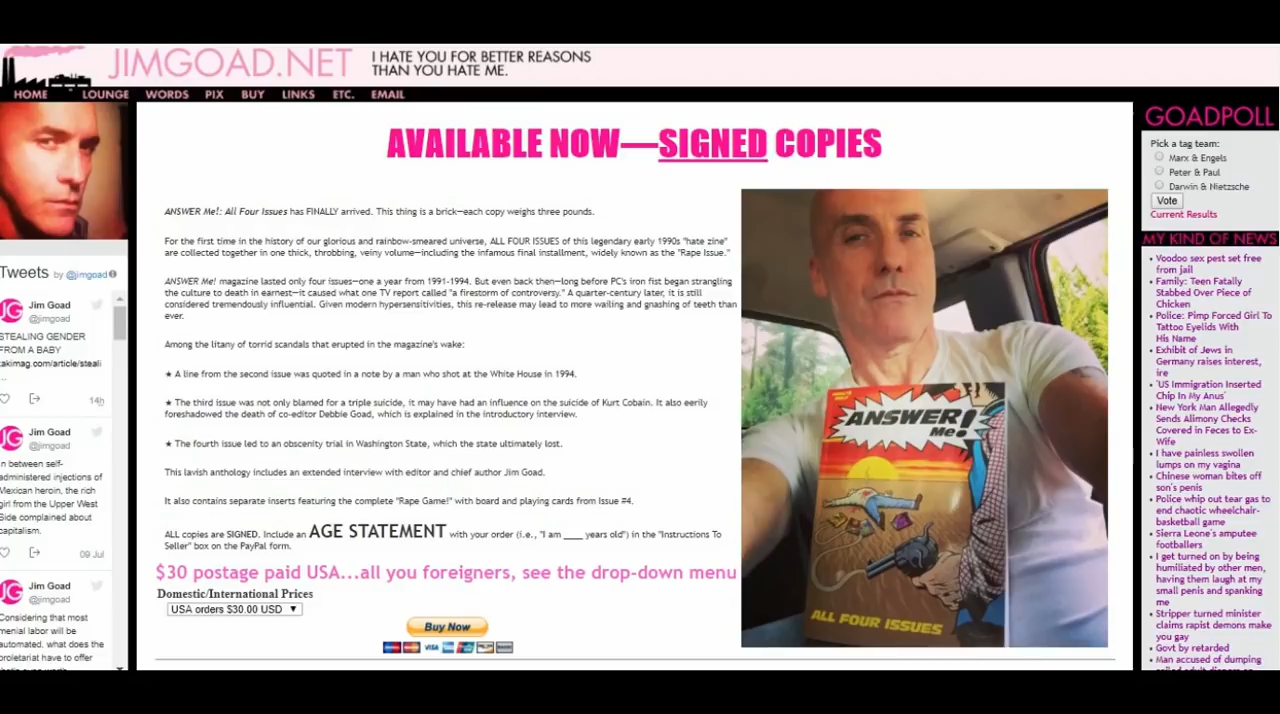 JIMGOAD.NET
I HATE YOU FOR BETTER REASONS
THAN YOU HATE ME.
HOME LOUNGE WORDS PIX BUY LINKS ETC. EMAIL
Tweets by @jimgoad
Jim Goad
@jimgoad
STEALING GENDER
FROM A BABY
takimag.com/article/steali
...
14h
Jim Goad
@jimgoad
In between self-
administered injections of
Mexican heroin, the rich
girl from the Upper West
Side complained about
capitalism.
09 Jul
Jim Goad
@jimgoad
Considering that most
menial labor will be
automated, what does the
proletariat have to offer
AVAILABLE NOW—SIGNED COPIES
ANSWER Me!: All Four Issues has FINALLY arrived. This thing is a brick—each copy weighs three pounds.
For the first time in the history of our glorious and rainbow-smeared universe, ALL FOUR ISSUES of this legendary early 1990s "hate zine"
are collected together in one thick, throbbing, veiny volume—including the infamous final installment, widely known as the "Rape Issue."
ANSWER Me! magazine lasted only four issues—one a year from 1991-1994. But even back then—long before PC's iron fist began strangling
the culture to death in earnest—it caused what one TV report called "a firestorm of controversy." A quarter-century later, it is still
considered tremendously influential. Given modern hypersensitivities, this re-release may lead to more wailing and gnashing of teeth than
ever.
Among the litany of torrid scandals that erupted in the magazine's wake:
★ A line from the second issue was quoted in a note by a man who shot at the White House in 1994.
★ The third issue was not only blamed for a triple suicide, it may have had an influence on the suicide of Kurt Cobain. It also eerily
foreshadowed the death of co-editor Debbie Goad, which is explained in the introductory interview.
★ The fourth issue led to an obscenity trial in Washington State, which the state ultimately lost.
This lavish anthology includes an extended interview with editor and chief author Jim Goad.
It also contains separate inserts featuring the complete "Rape Game!" with board and playing cards from Issue #4.
ALL copies are SIGNED. Include an AGE STATEMENT with your order (i.e., "I am ___ years old") in the "Instructions To
Seller" box on the PayPal form.
$30 postage paid USA...all you foreigners, see the drop-down menu
Domestic/International Prices
USA orders $30.00 USD
Buy Now
VISA
ANSWER
Me!
ALL FOUR ISSUES
GOADPOLL
Pick a tag team:
Marx & Engels
Peter & Paul
Darwin & Nietzsche
Vote
Current Results
MY KIND OF NEWS
• Voodoo sex pest set free
from jail
• Family: Teen Fatally
Stabbed Over Piece of
Chicken
• Police: Pimp Forced Girl To
Tattoo Eyelids With
His Name
• Exhibit of Jews in
Germany raises interest,
ire
• 'US Immigration Inserted
Chip In My Anus'
• New York Man Allegedly
Sends Alimony Checks
Covered in Feces to Ex-
Wife
• I have painless swollen
lumps on my vagina
• Chinese woman bites off
son's penis
• Police whip out tear gas to
end chaotic wheelchair-
basketball game
• Sierra Leone's amputee
footballers
• I get turned on by being
humiliated by other men,
having them laugh at my
small penis and spanking
me
• Stripper turned minister
claims rapist demons make
you gay
• Govt by retarded
• Man accused of dumping